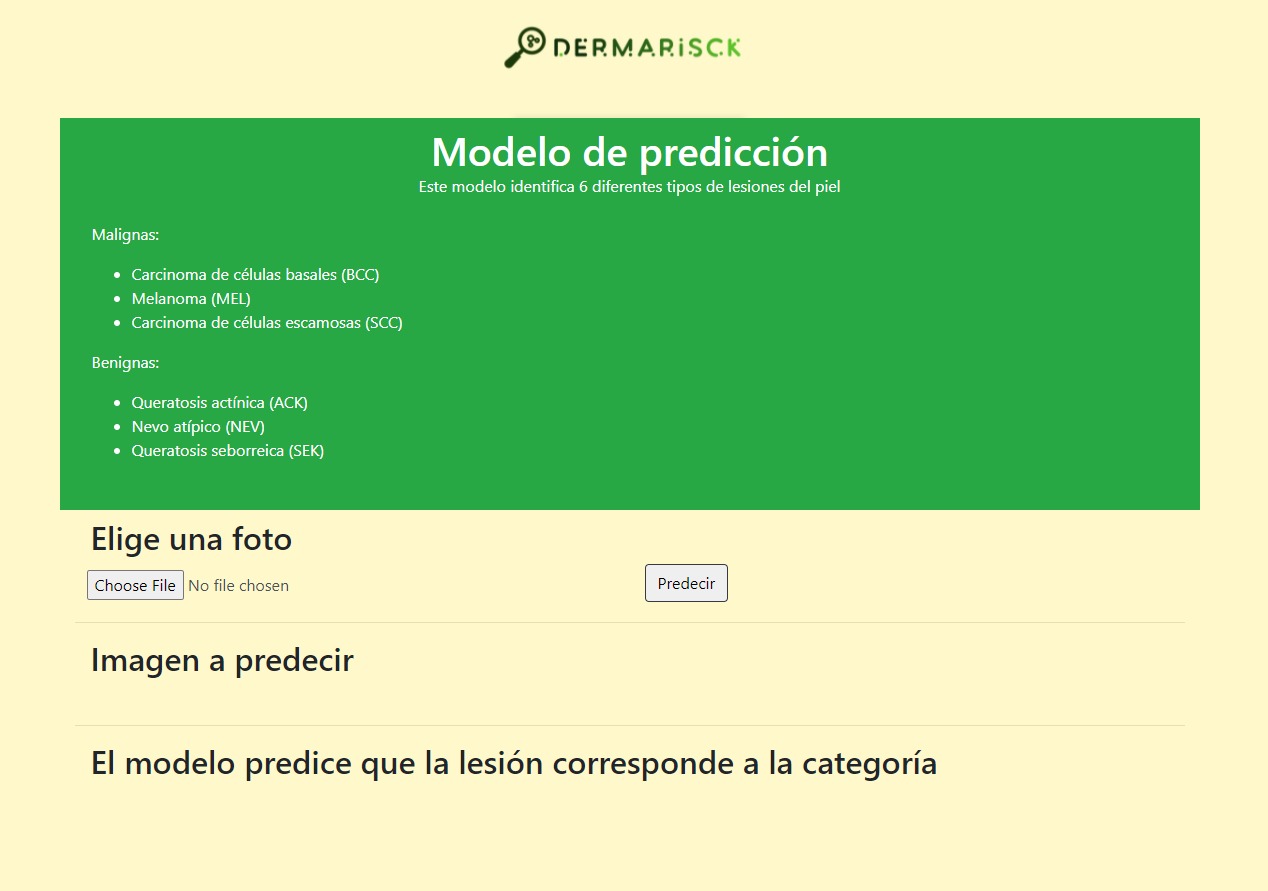 DERMARISCK
Modelo de predicción
Este modelo identifica 6 diferentes tipos de lesiones del piel
Malignas:
Carcinoma de células basales (BCC)
Melanoma (MEL)
Carcinoma de células escamosas (SCC)
Benignas:
Queratosis actínica (ACK)
Nevo atípico (NEV)
Queratosis seborreica (SEK)
Elige una foto
Choose File No file chosen
Predecir
Imagen a predecir
El modelo predice que la lesión corresponde a la categoría